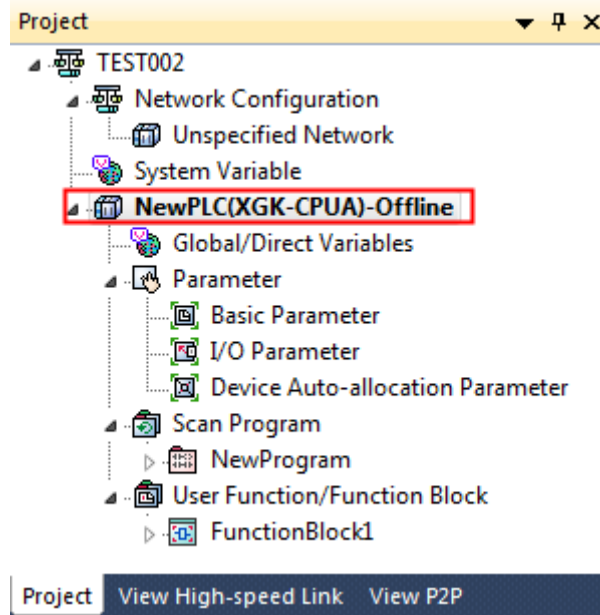 Project
TEST002
Network Configuration
Unspecified Network
System Variable
NewPLC(XGK-CPUA)-Offline
Global/Direct Variables
Parameter
Basic Parameter
I/O Parameter
Device Auto-allocation Parameter
Scan Program
NewProgram
User Function/Function Block
FunctionBlock1
Project View High-speed Link View P2P